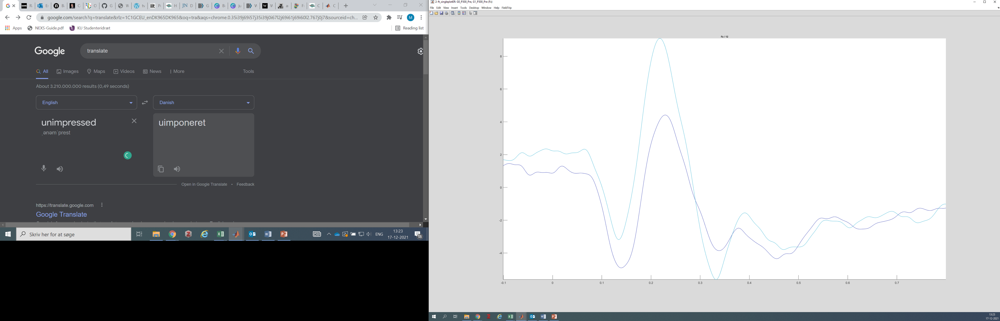 google.com/search?q=translate&rlz=1C1GCEU_enDK965DK965&oq=tra&aqs=chrome.0.35i39j69i57j35i39j0i67l2j69i61j69i60l2.767j0j7&sourceid=ch...
M
Apps
NEXS-Guide.pdf
KU Studenteridræt
Reading list
Google
translate
All
Images
Maps
Videos
News
More
Tools
About 3.210.000.000 results (0,49 seconds)
English
Danish
unimpressed
ˌənəmˈprest
uimponeret
Open in Google Translate • Feedback
https://translate.google.com
Google Translate
Skriv her for at søge
ENG
13:23
17-12-2021
18
2: ft_singleplotER: G0_P300_Pre, G1_P300_Pre (Fz)
File Edit View Insert Tools Desktop Window Help FieldTrip
Fz / 12
8
6
4
2
0
-2
-4
-0.1 0 0.1 0.2 0.3 0.4 0.5 0.6 0.7
13:23
17-12-2021